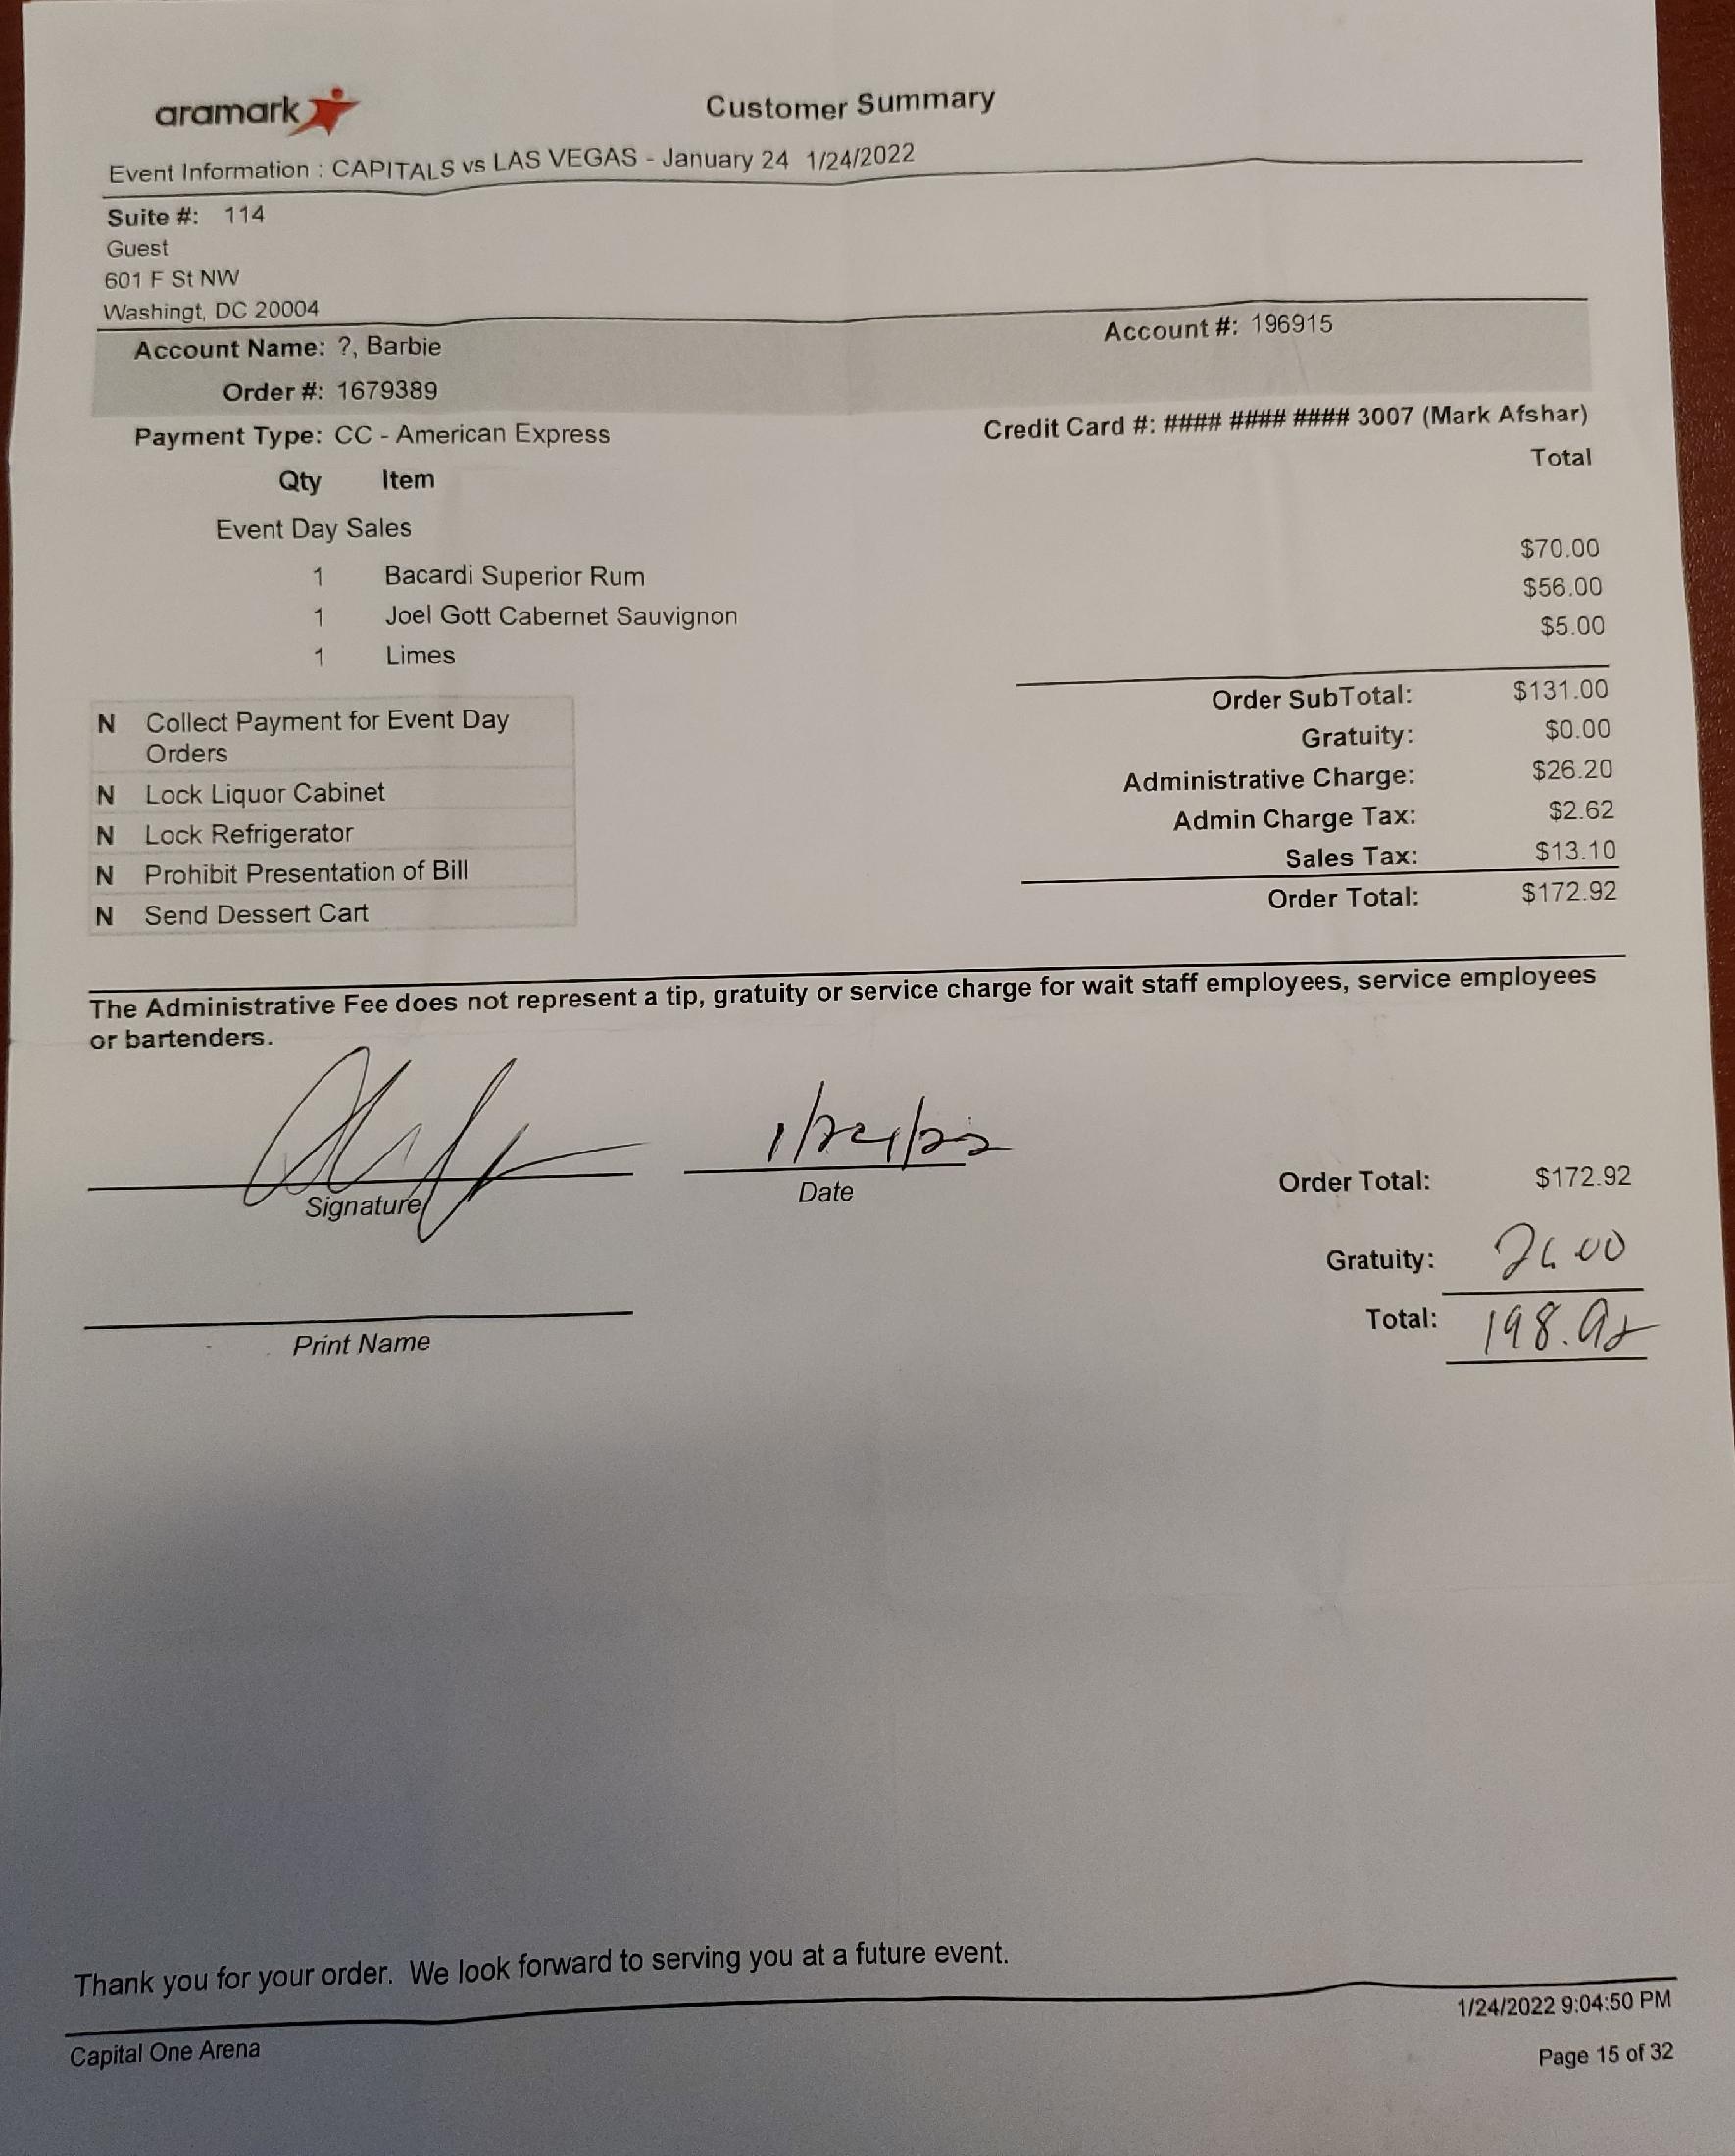 aramark
Customer Summary
Event Information : CAPITALS vs LAS VEGAS - January 24 1/24/2022
Suite #: 114
Guest
601 F St NW
Washingt, DC 20004
Account Name: ?, Barbie
Account #: 196915
Order #: 1679389
Payment Type: CC - American Express
Credit Card #: #### #### #### 3007 (Mark Afshar)
Qty Item Total
Event Day Sales
1 Bacardi Superior Rum $70.00
1 Joel Gott Cabernet Sauvignon $56.00
1 Limes $5.00
N Collect Payment for Event Day
Orders
N Lock Liquor Cabinet
N Lock Refrigerator
N Prohibit Presentation of Bill
N Send Dessert Cart
Order SubTotal: $131.00
Gratuity: $0.00
Administrative Charge: $26.20
Admin Charge Tax: $2.62
Sales Tax: $13.10
Order Total: $172.92
The Administrative Fee does not represent a tip, gratuity or service charge for wait staff employees, service employees
or bartenders.
1/24/22
Signature
Date
Order Total: $172.92
Gratuity: 26.00
Total: 198.92
Print Name
Thank you for your order. We look forward to serving you at a future event.
1/24/2022 9:04:50 PM
Capital One Arena
Page 15 of 32